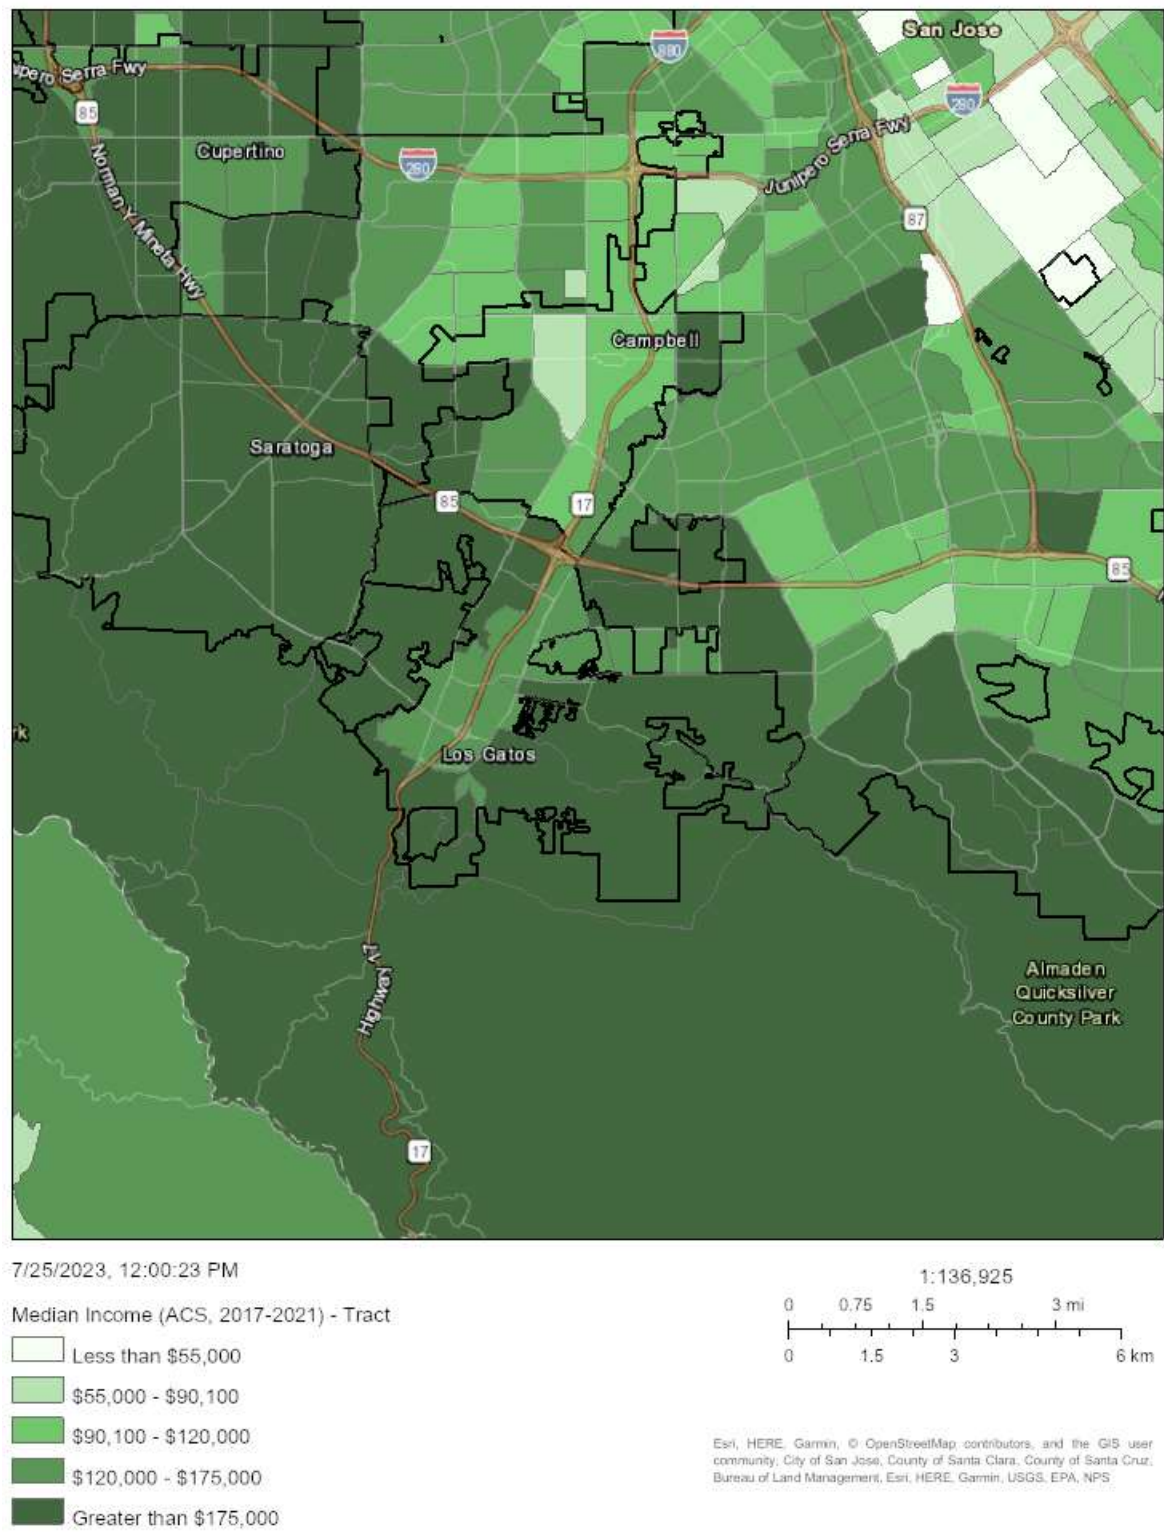 San Jose
880
Junipero Serra Fwy
280
85
Cupertino
280
Junipero Serra Fwy
Norman Y Mineta Hwy
87
Campbell
Saratoga
85
17
85
Los Gatos
Highway 17
Almaden
Quicksilver
County Park
17
7/25/2023, 12:00:23 PM
1:136,925
Median Income (ACS, 2017-2021) - Tract
0 0.75 1.5 3 mi
0 1.5 3 6 km
Less than $55,000
$55,000 - $90,100
$90,100 - $120,000
$120,000 - $175,000
Greater than $175,000
Esri, HERE, Garmin, © OpenStreetMap contributors, and the GIS user
community, City of San Jose, County of Santa Clara, County of Santa Cruz,
Bureau of Land Management, Esri, HERE, Garmin, USGS, EPA, NPS